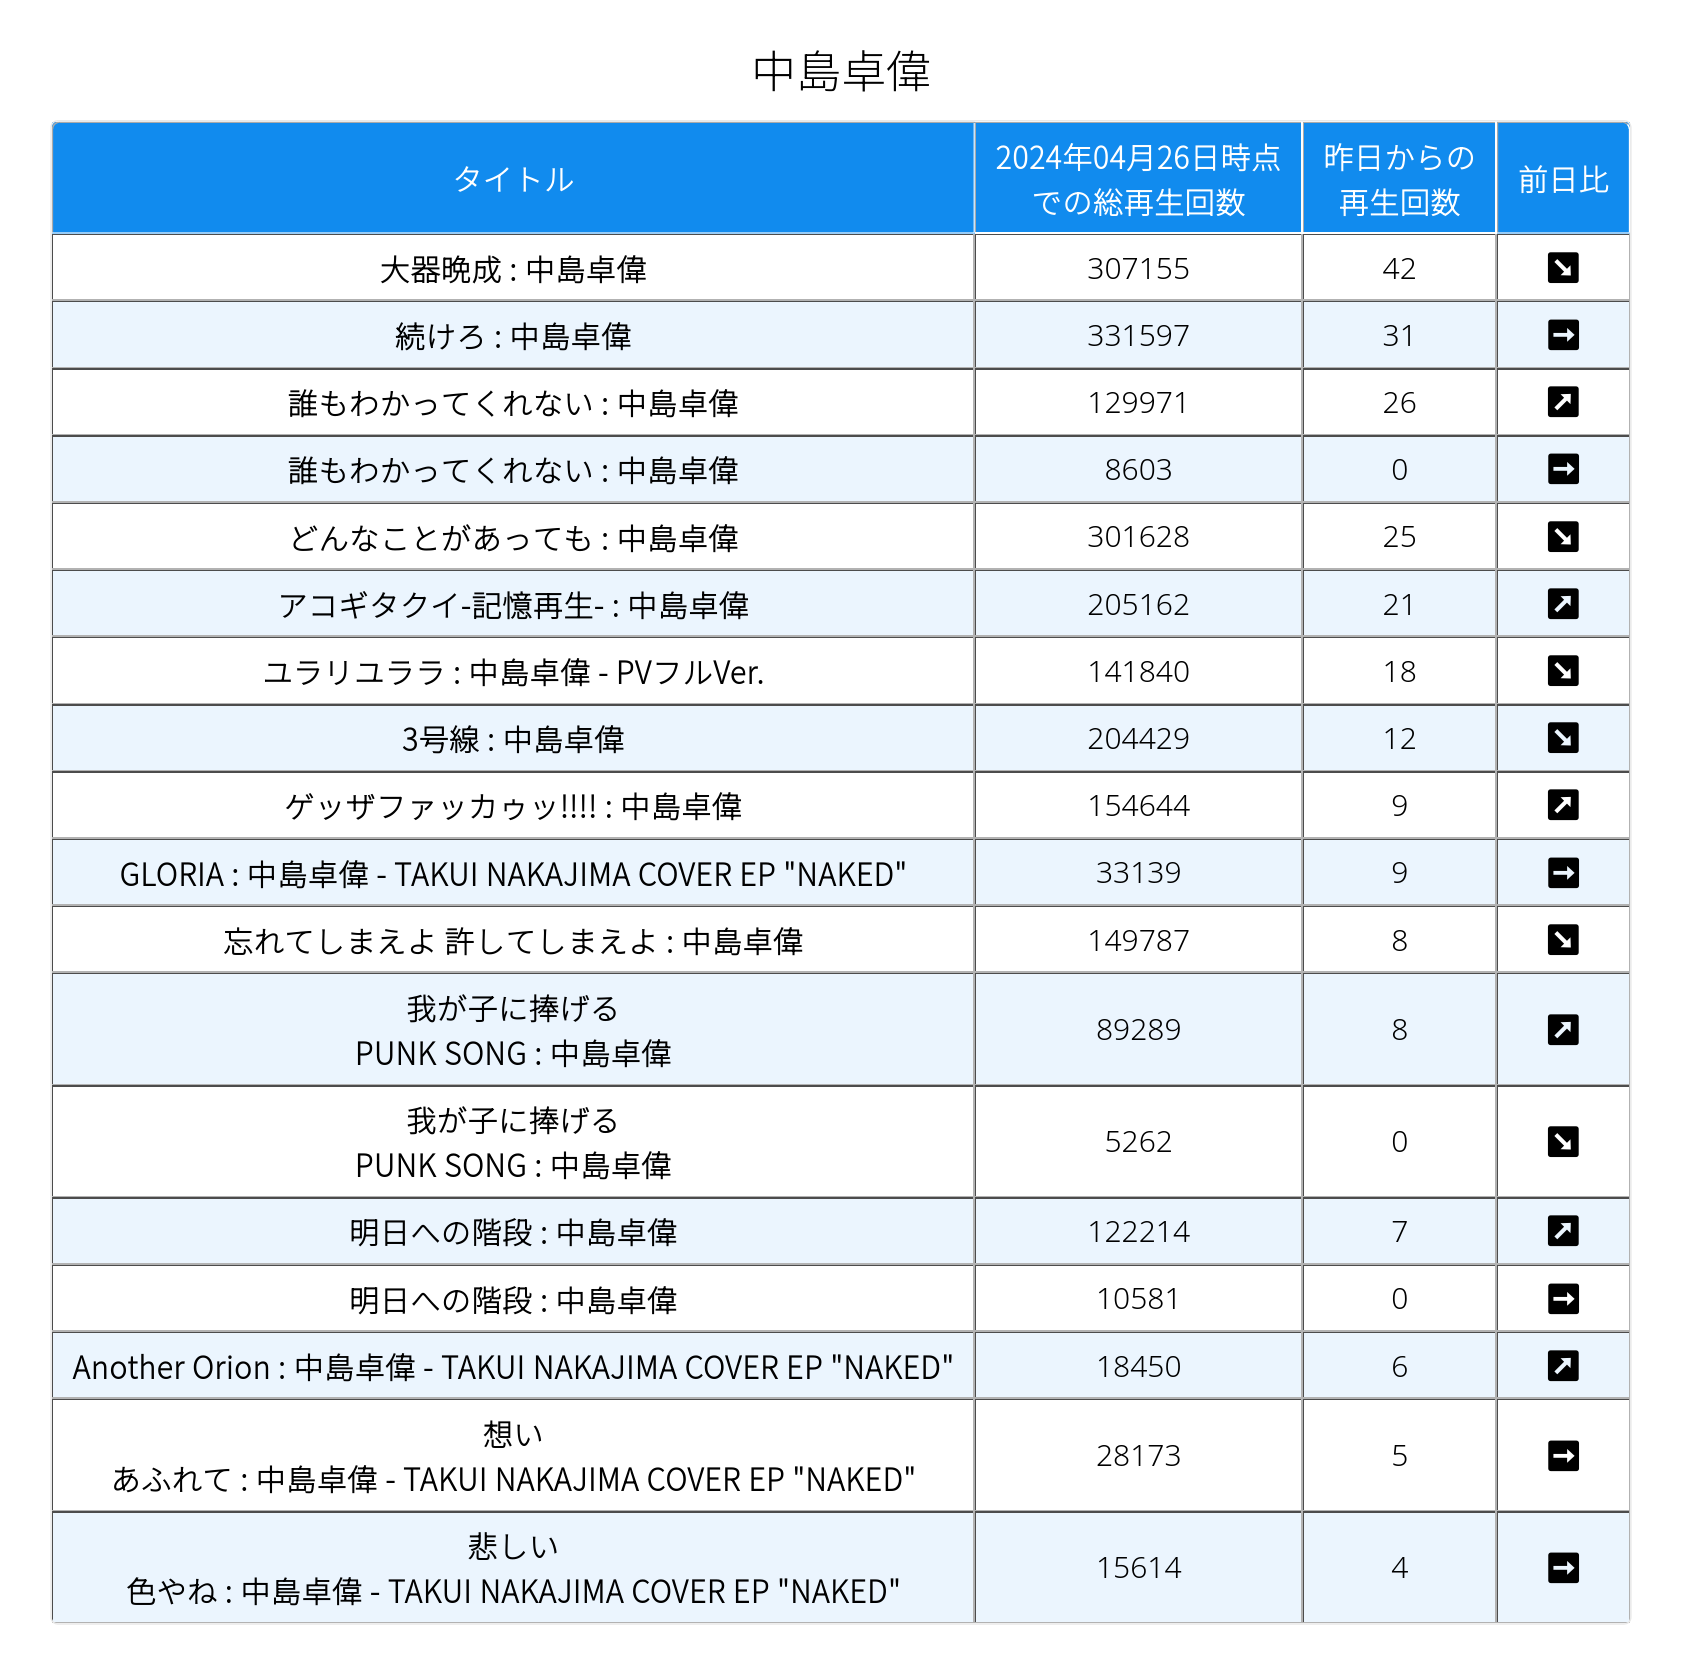 中島卓偉
タイトル
2024年04月26日時点
での総再生回数
昨日からの
再生回数
前日比
大器晩成 : 中島卓偉 307155 42 ↘
続けろ : 中島卓偉 331597 31 →
誰もわかってくれない : 中島卓偉 129971 26 ↗
誰もわかってくれない : 中島卓偉 8603 0 →
どんなことがあっても : 中島卓偉 301628 25 ↘
アコギタクイ-記憶再生- : 中島卓偉 205162 21 ↗
ユラリユララ : 中島卓偉 - PVフルVer. 141840 18 ↘
3号線 : 中島卓偉 204429 12 ↘
ゲッザファッカゥッ!!!! : 中島卓偉 154644 9 ↗
GLORIA : 中島卓偉 - TAKUI NAKAJIMA COVER EP "NAKED" 33139 9 →
忘れてしまえよ 許してしまえよ : 中島卓偉 149787 8 ↘
我が子に捧げる
PUNK SONG : 中島卓偉 89289 8 ↗
我が子に捧げる
PUNK SONG : 中島卓偉 5262 0 ↘
明日への階段 : 中島卓偉 122214 7 ↗
明日への階段 : 中島卓偉 10581 0 →
Another Orion : 中島卓偉 - TAKUI NAKAJIMA COVER EP "NAKED" 18450 6 ↗
想い
あふれて : 中島卓偉 - TAKUI NAKAJIMA COVER EP "NAKED" 28173 5 →
悲しい
色やね : 中島卓偉 - TAKUI NAKAJIMA COVER EP "NAKED" 15614 4 →